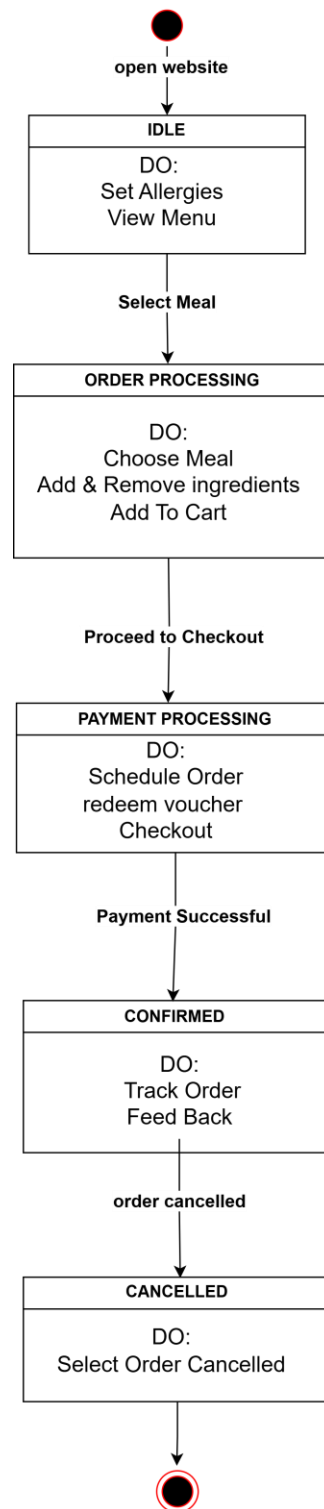 open website
IDLE
DO:
Set Allergies
View Menu
Select Meal
ORDER PROCESSING
DO:
Choose Meal
Add & Remove ingredients
Add To Cart
Proceed to Checkout
PAYMENT PROCESSING
DO:
Schedule Order
redeem voucher
Checkout
Payment Successful
CONFIRMED
DO:
Track Order
Feed Back
order cancelled
CANCELLED
DO:
Select Order Cancelled